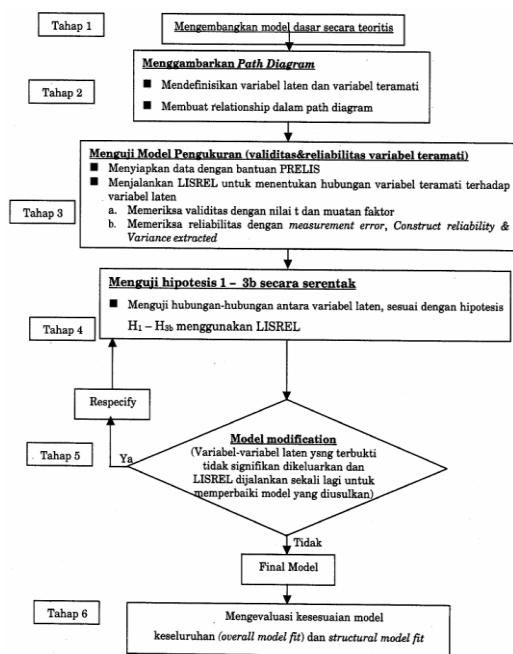 Tahap 1
Mengembangkan model dasar secara teoritis
Menggambarkan Path Diagram
Tahap 2
■ Mendefinisikan variabel laten dan variabel teramati
■ Membuat relationship dalam path diagram
Menguji Model Pengukuran (validitas&reliabilitas variabel teramati)
■ Menyiapkan data dengan bantuan PRELIS
■ Menjalankan LISREL untuk menentukan hubungan variabel teramati terhadap
variabel laten
Tahap 3
a. Memeriksa validitas dengan nilai t dan muatan faktor
b. Memeriksa reliabilitas dengan measurement error, Construct reliability &
Variance extracted
Menguji hipotesis 1 – 3b secara serentak
■ Menguji hubungan-hubungan antara variabel laten, sesuai dengan hipotesis
H1 – H3b menggunakan LISREL
Tahap 4
Respecify
Tahap 5
Ya
Model modification
(Variabel-variabel laten ysng terbukti
tidak signifikan dikeluarkan dan
LISREL dijalankan sekali lagi untuk
memperbaiki model yang diusulkan)
Tidak
Final Model
Tahap 6
Mengevaluasi kesesuaian model
keseluruhan (overall model fit) dan structural model fit